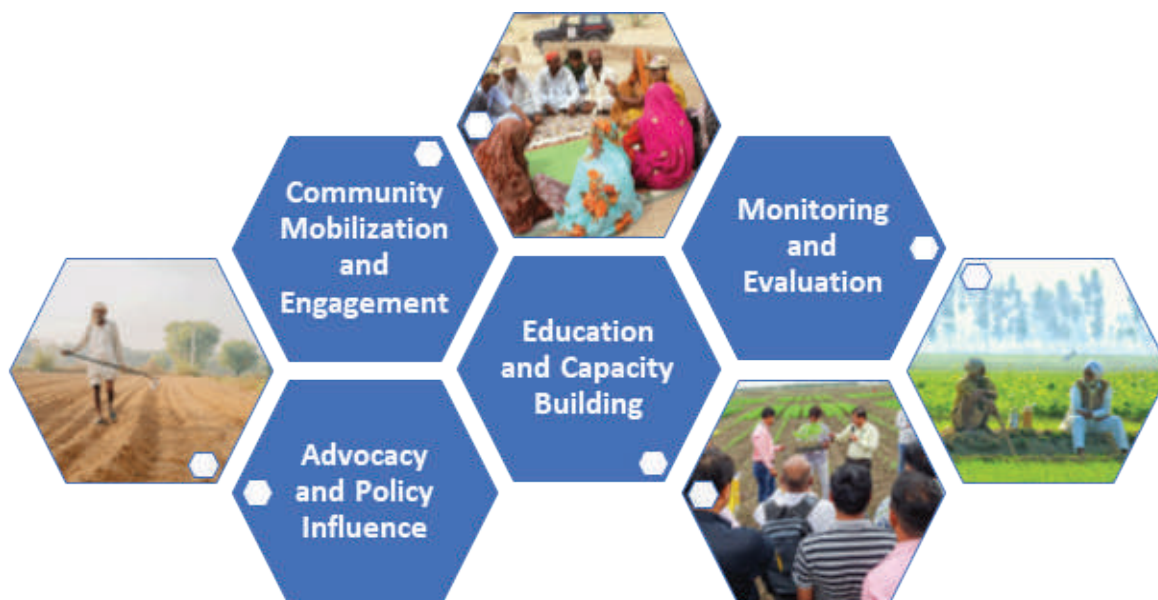 Community
Mobilization
and
Engagement
Monitoring
and
Evaluation
Education
and Capacity
Building
Advocacy
and Policy
Influence